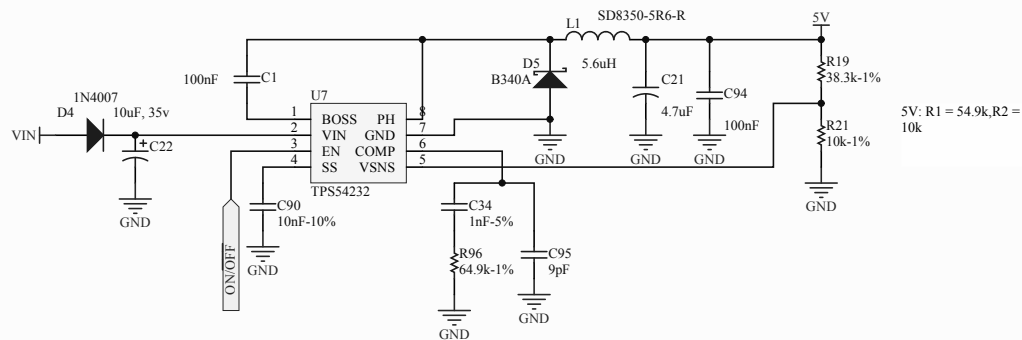 SD8350-5R6-R
L1
5V
5.6uH
100nF
C1
D5
B340A
C21
4.7uF
C94
100nF
R19
38.3k-1%
5V: R1 = 54.9k,R2 =
10k
R21
10k-1%
GND
GND
GND
GND
1N4007
D4
10uF, 35v
VIN
C22
GND
U7
1
BOSS
PH
8
2
VIN
GND
7
3
EN
COMP
6
4
SS
VSNS
5
TPS54232
C90
10nF-10%
GND
ON/OFF
C34
1nF-5%
R96
64.9k-1%
C95
9pF
GND
GND